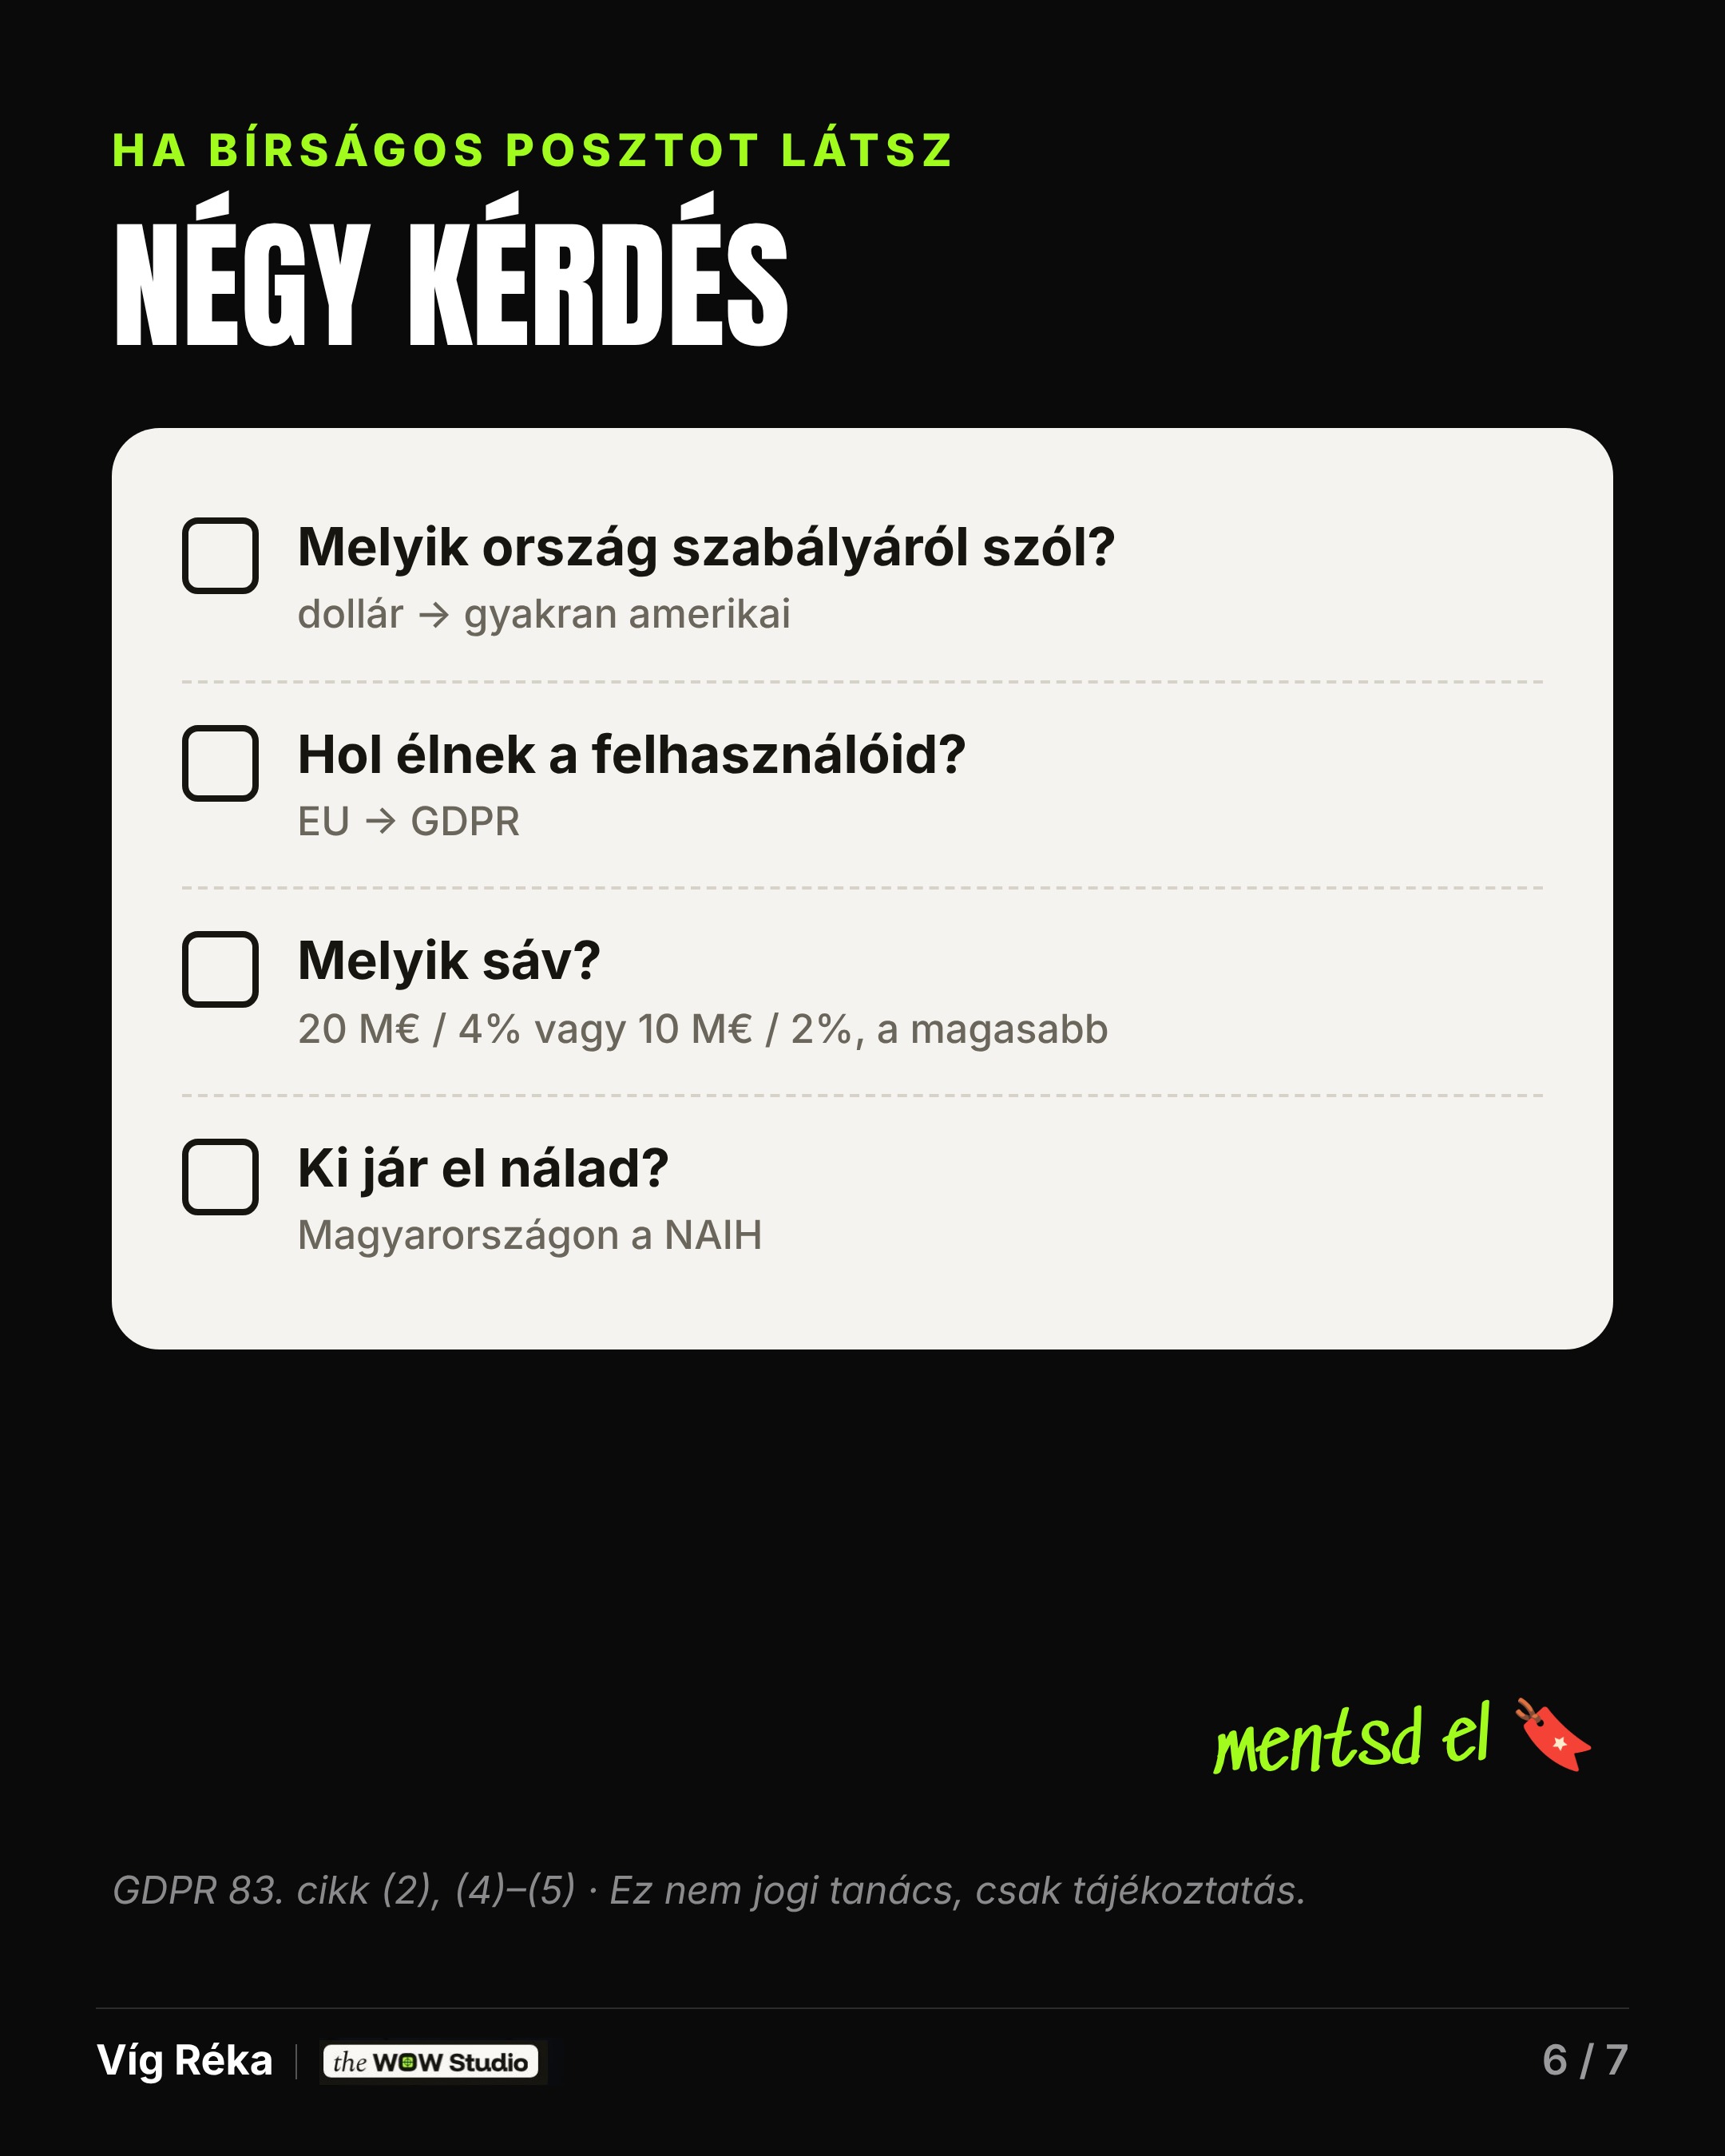 HA BÍRSÁGOS POSZTOT LÁTSZ
NÉGY KÉRDÉS
Melyik ország szabályáról szól?
dollár → gyakran amerikai
Hol élnek a felhasználóid?
EU → GDPR
Melyik sáv?
20 M€ / 4% vagy 10 M€ / 2%, a magasabb
Ki jár el nálad?
Magyarországon a NAIH
mentsd el
GDPR 83. cikk (2), (4)–(5) · Ez nem jogi tanács, csak tájékoztatás.
Víg Réka | the WOW Studio
6 / 7